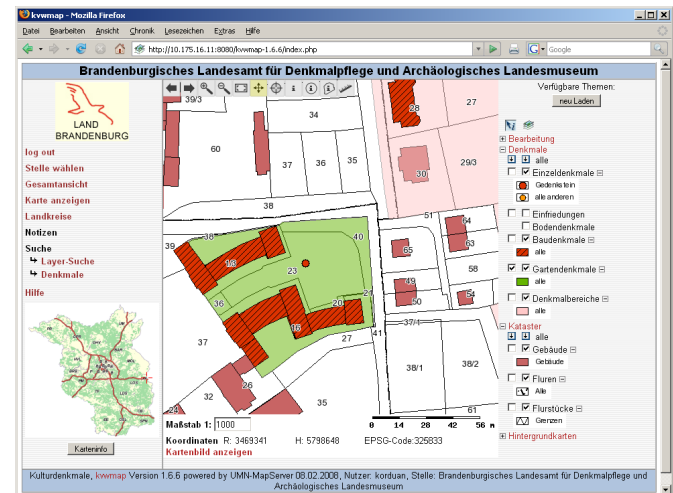 kvwmap - Mozilla Firefox
Datei Bearbeiten Ansicht Chronik Lesezeichen Extras Hilfe
http://10.175.16.11:8080/kvwmap-1.6.6/index.php
G Google
Brandenburgisches Landesamt für Denkmalpflege und Archäologisches Landesmuseum
LAND
BRANDENBURG
log out
Stelle wählen
Gesamtansicht
Karte anzeigen
Landkreise
Notizen
Suche
Layer-Suche
Denkmale
Hilfe
Karteninfo
39/3
34
28
27
60
37
36
35
30
29/3
38
51
64
39
38
40
65
63
13
23
58
49
36
20
21
50
54
16
37/1
37
27
41
38/1
38/2
26
32
35
24
61
Maßstab 1: 1000
0 14 28 42 56 m
Koordinaten R: 3469341 H: 5798648 EPSG-Code:325833
Kartenbild anzeigen
Verfügbare Themen:
neu Laden
Bearbeitung
Denkmale
alle
Einzeldenkmale
Gedenkstein
alle anderen
Einfriedungen
Bodendenkmale
Baudenkmale
alle
Gartendenkmale
alle
Denkmalbereiche
alle
Kataster
alle
Gebäude
Gebäude
Fluren
Alle
Flurstücke
Grenzen
Hintergrundkarten
Kulturdenkmale, kvwmap Version 1.6.6 powered by UMN-MapServer 08.02.2008, Nutzer: korduan, Stelle: Brandenburgisches Landesamt für Denkmalpflege und
Archäologisches Landesmuseum